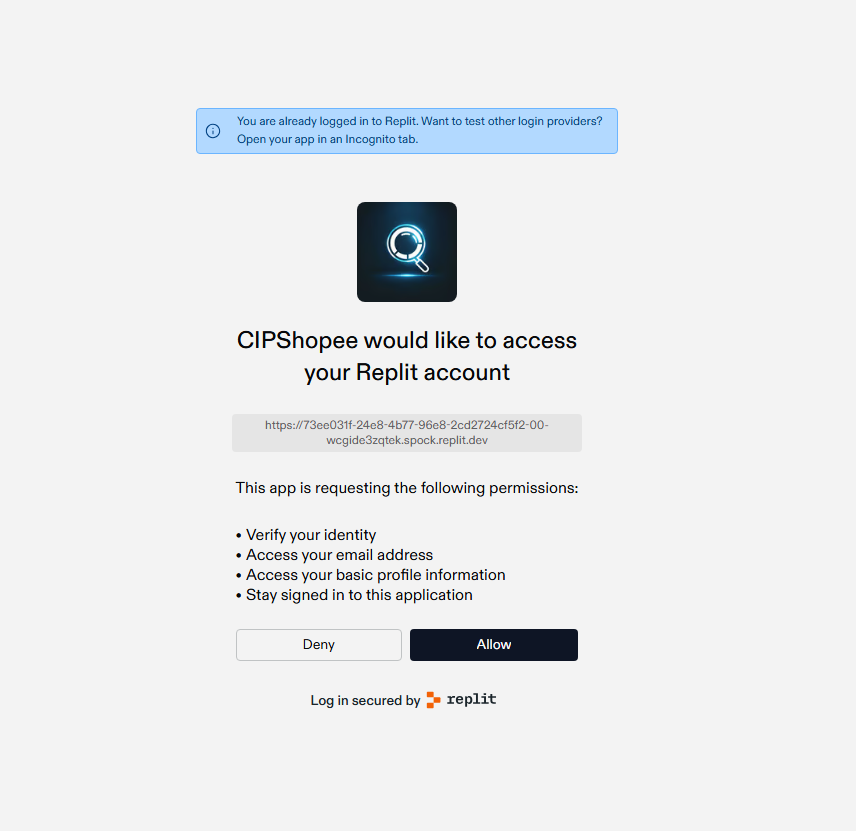 You are already logged in to Replit. Want to test other login providers?
Open your app in an Incognito tab.
CIPShopee would like to access
your Replit account
https://73ee031f-24e8-4b77-96e8-2cd2724cf5f2-00-
wcgide3zqtek.spock.replit.dev
This app is requesting the following permissions:
• Verify your identity
• Access your email address
• Access your basic profile information
• Stay signed in to this application
Deny
Allow
Log in secured by replit